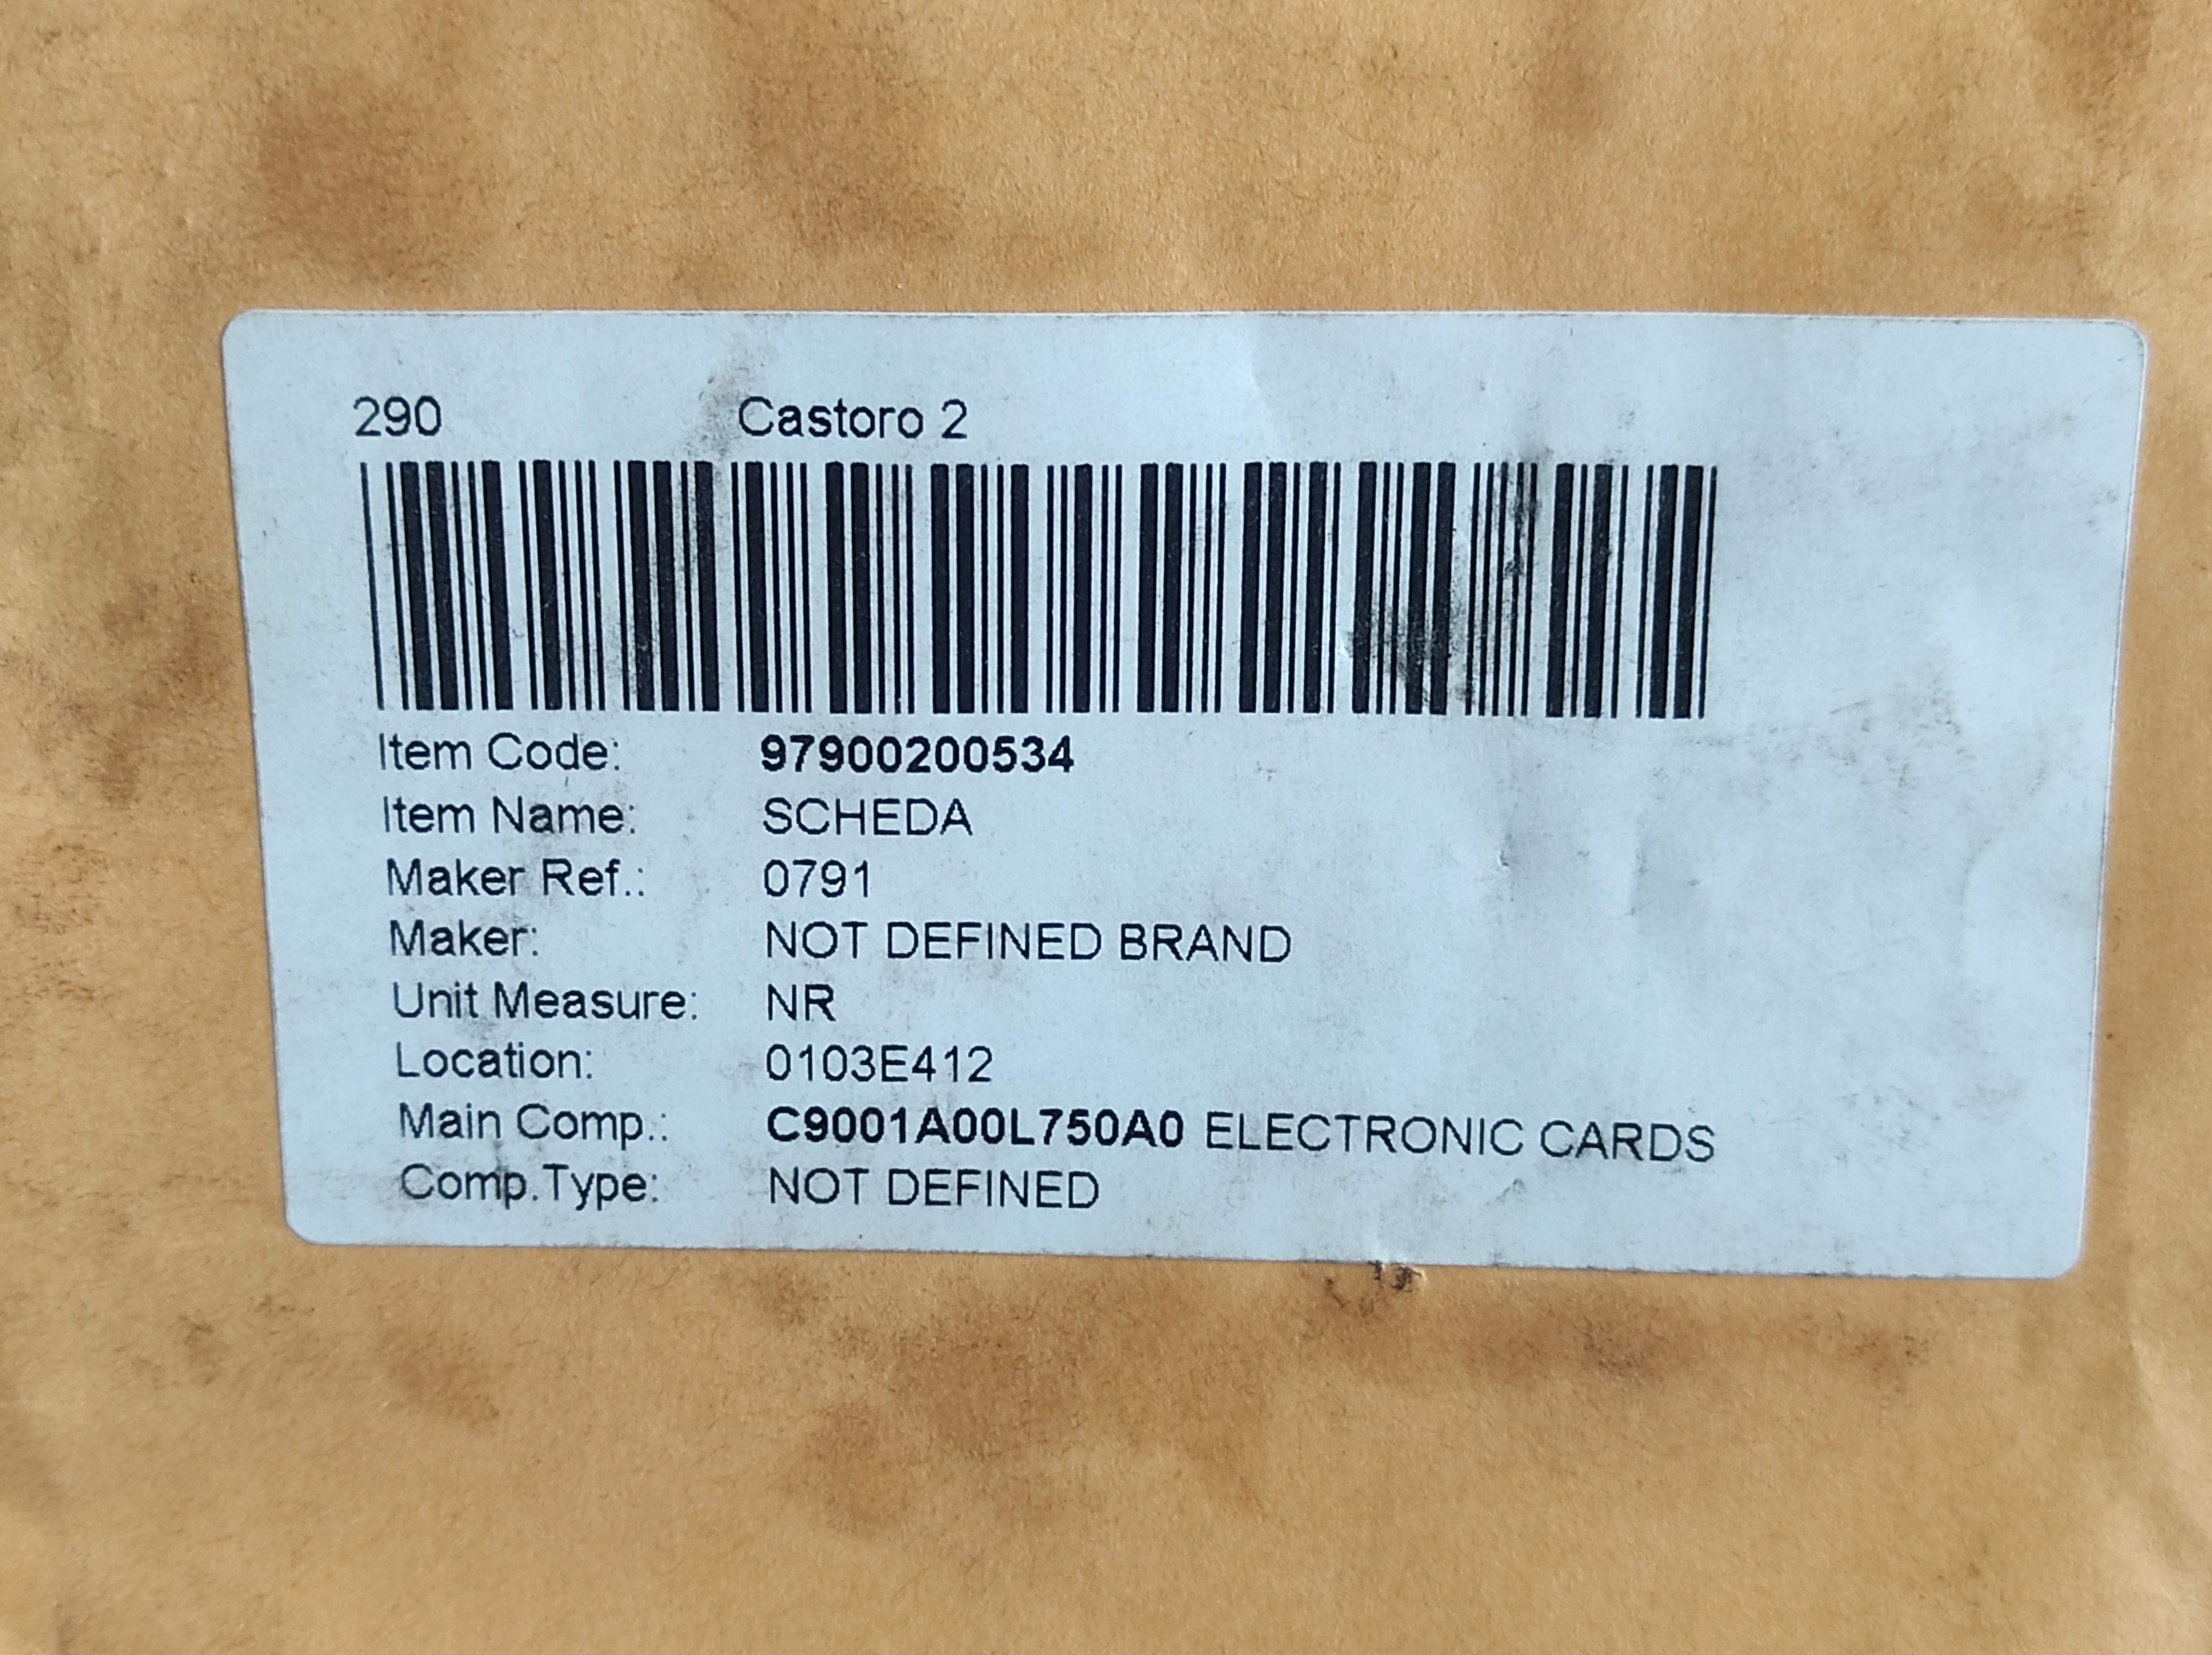 290 Castoro 2
Item Code: 97900200534
Item Name: SCHEDA
Maker Ref.: 0791
Maker: NOT DEFINED BRAND
Unit Measure: NR
Location: 0103E412
Main Comp.: C9001A00L750A0 ELECTRONIC CARDS
Comp.Type: NOT DEFINED